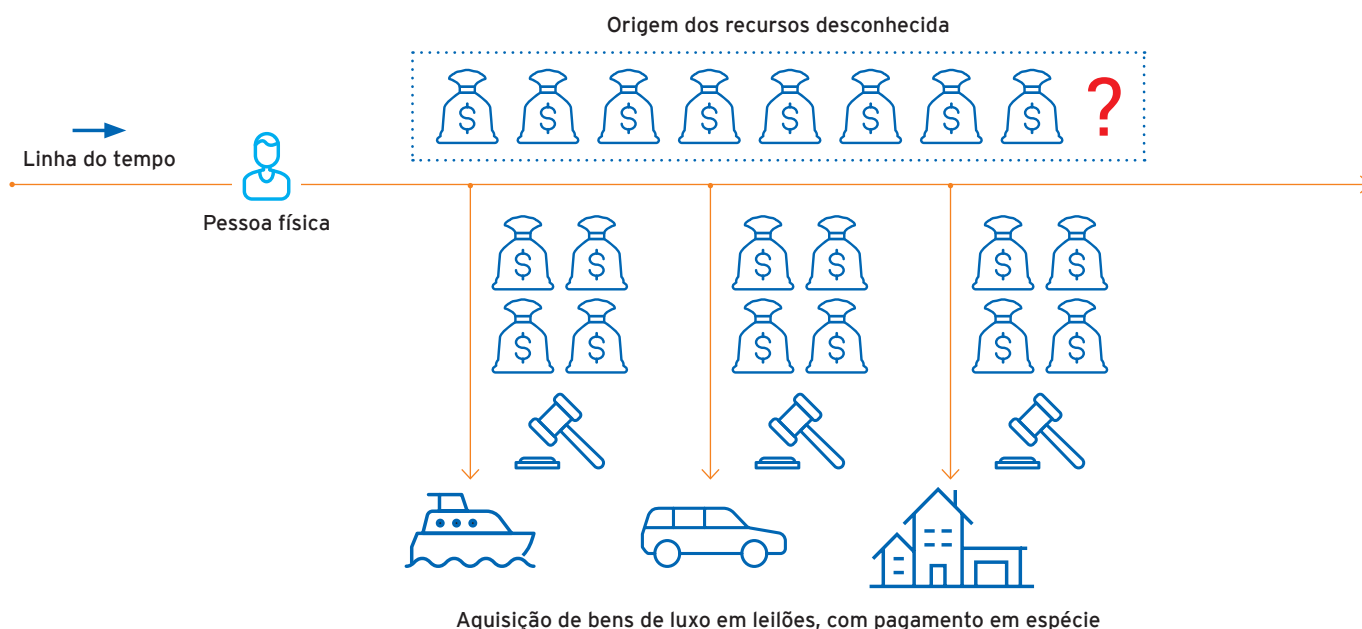 Origem dos recursos desconhecida
$ $ $ $ $ $ $ $ ?
Linha do tempo
Pessoa física
$ $ $ $ $ $
$ $ $ $ $ $
Aquisição de bens de luxo em leilões, com pagamento em espécie